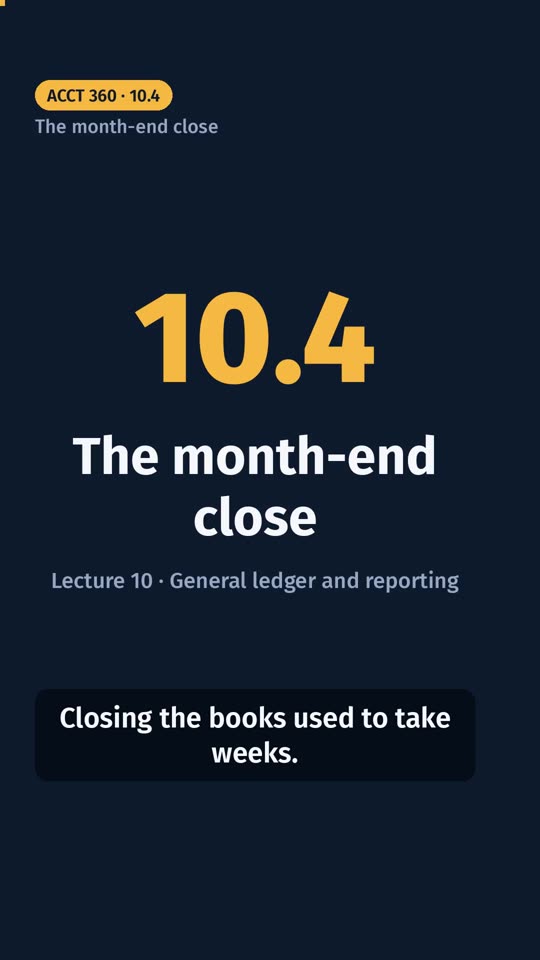 ACCT 360 · 10.4
The month-end close
10.4
The month-end
close
Lecture 10 · General ledger and reporting
Closing the books used to take
weeks.